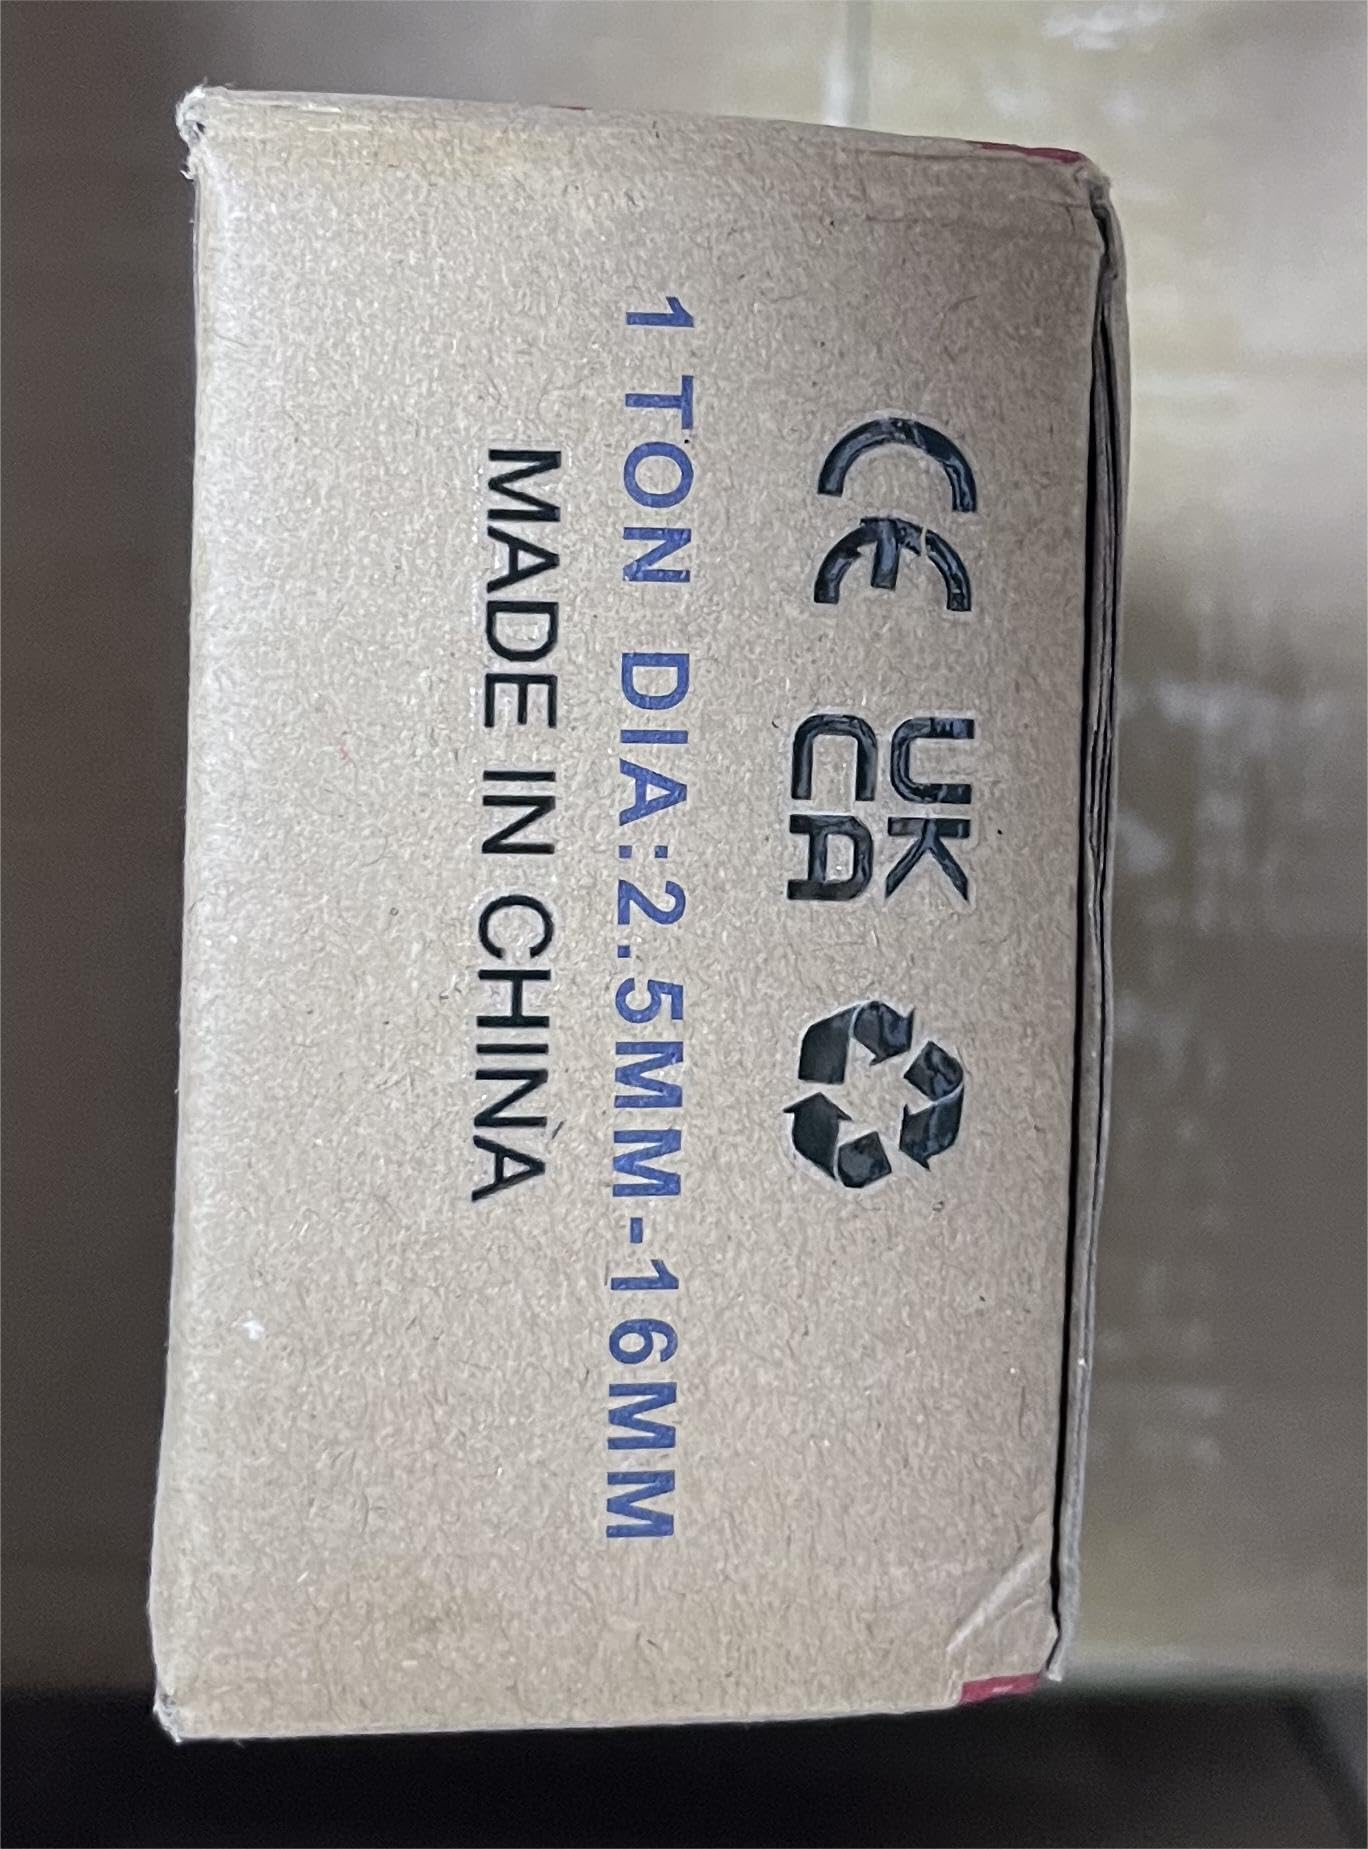 CE UK CA
1 TON DIA:2.5MM-16MM
MADE IN CHINA